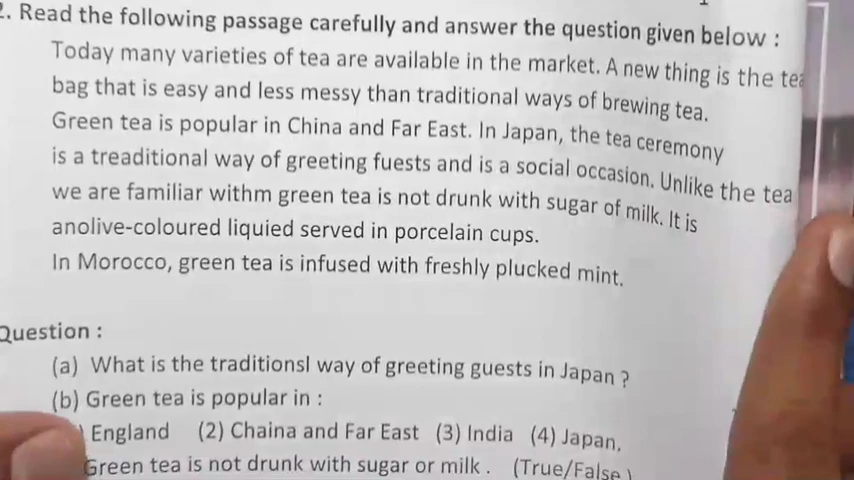 2. Read the following passage carefully and answer the question given below :
Today many varieties of tea are available in the market. A new thing is the tea
bag that is easy and less messy than traditional ways of brewing tea.
Green tea is popular in China and Far East. In Japan, the tea ceremony
is a treaditional way of greeting fuests and is a social occasion. Unlike the tea
we are familiar withm green tea is not drunk with sugar of milk. It is
anolive-coloured liquied served in porcelain cups.
In Morocco, green tea is infused with freshly plucked mint.
Question :
(a) What is the traditionsl way of greeting guests in Japan ?
(b) Green tea is popular in :
) England (2) Chaina and Far East (3) India (4) Japan,
Green tea is not drunk with sugar or milk . (True/False )